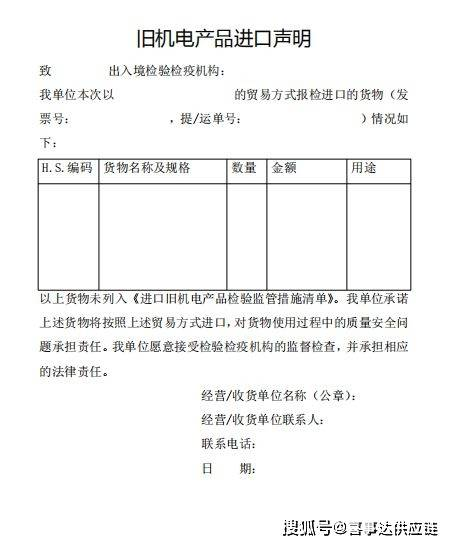 旧机电产品进口声明
致 出入境检验检疫机构：
我单位本次以 的贸易方式报检进口的货物（发
票号： ，提/运单号： ）情况如
下：
H.S.编码 货物名称及规格 数量 金额 用途
以上货物未列入《进口旧机电产品检验监管措施清单》。我单位承诺
上述货物将按照上述贸易方式进口，对货物使用过程中的质量安全问
题承担责任。我单位愿意接受检验检疫机构的监督检查，并承担相应
的法律责任。
经营/收货单位名称（公章）：
经营/收货单位联系人：
联系电话：
日 期：
搜狐号@喜事达供应链